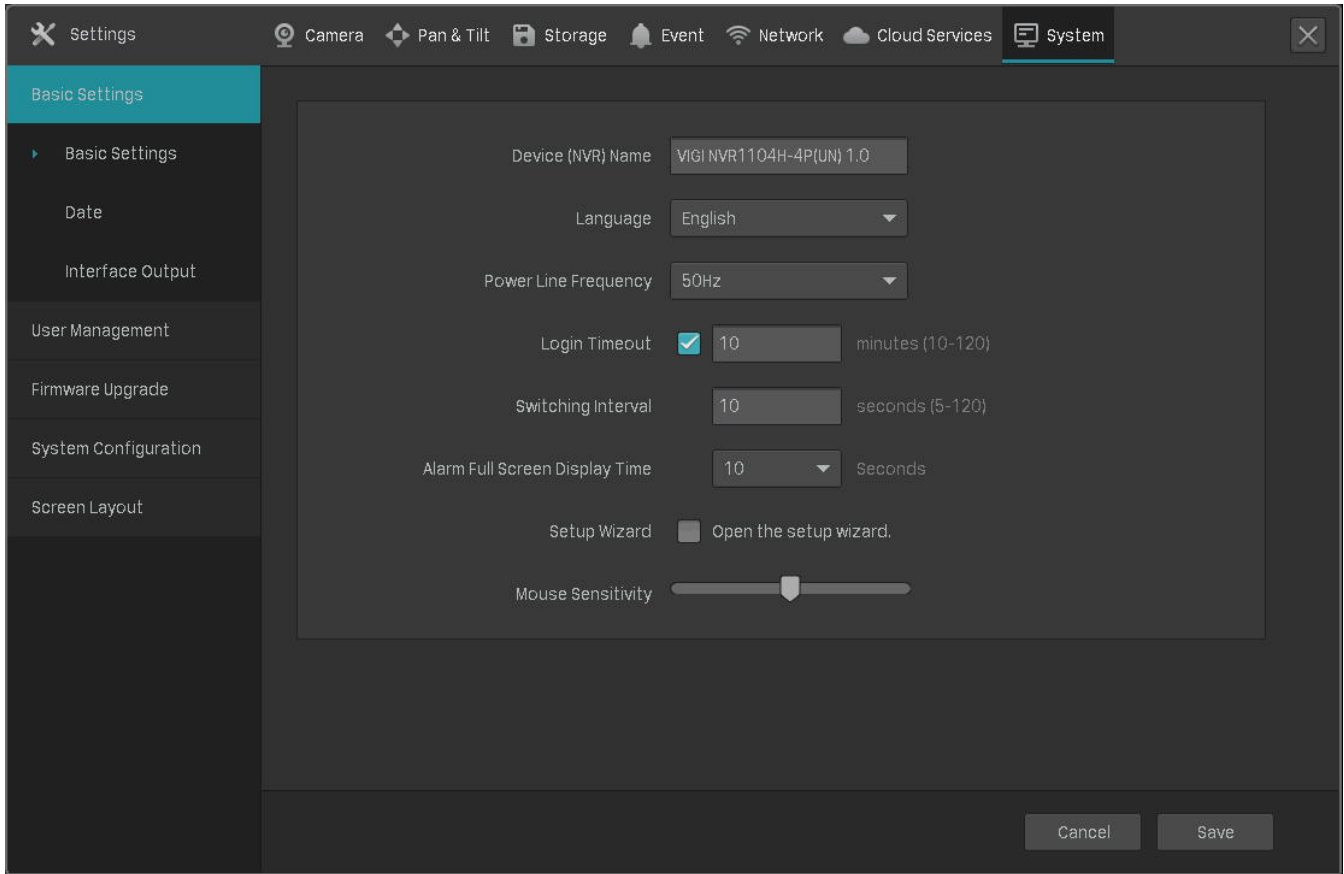 Settings Camera Pan & Tilt Storage Event Network Cloud Services System
Basic Settings
Basic Settings
Date
Interface Output
User Management
Firmware Upgrade
System Configuration
Screen Layout
Device (NVR) Name VIGI NVR1104H-4P(UN) 1.0
Language English
Power Line Frequency 50Hz
Login Timeout 10 minutes (10-120)
Switching Interval 10 seconds (5-120)
Alarm Full Screen Display Time 10 Seconds
Setup Wizard Open the setup wizard.
Mouse Sensitivity
Cancel Save